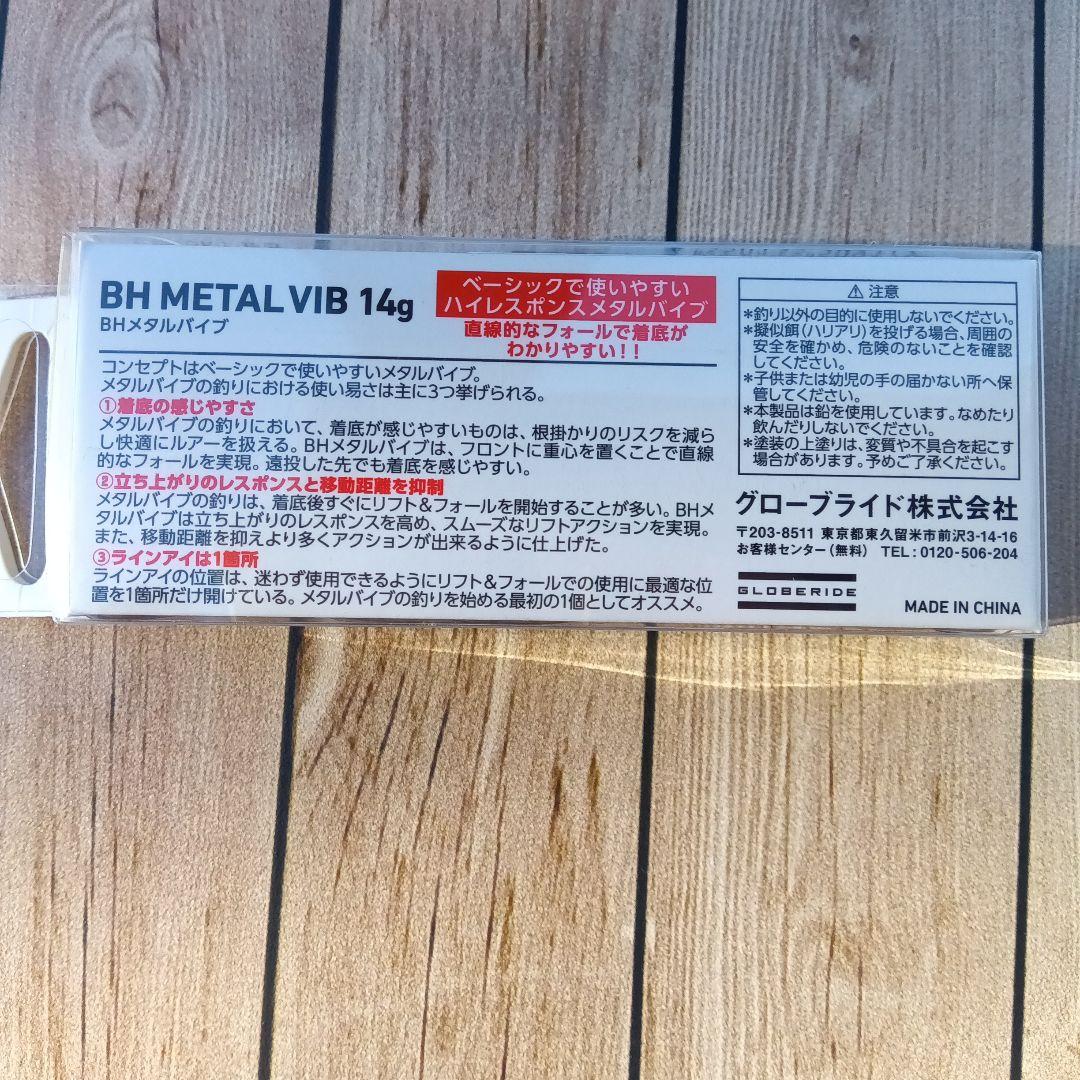 BH METAL VIB 14g
BHメタルバイブ
ベーシックで使いやすい
ハイレスポンスメタルバイブ
直線的なフォールで着底が
わかりやすい！！
コンセプトはベーシックで使いやすいメタルバイブ。
メタルバイブの釣りにおける使い易さは主に3つ挙げられる。
①着底の感じやすさ
メタルバイブの釣りにおいて、着底が感じやすいものは、根掛かりのリスクを減ら
し快適にルアーを扱える。BHメタルバイブは、フロントに重心を置くことで直線
的なフォールを実現。遠投した先でも着底を感じやすい。
②立ち上がりのレスポンスと移動距離を抑制
メタルバイブの釣りは、着底後すぐにリフト＆フォールを開始することが多い。BHメ
タルバイブは立ち上がりのレスポンスを高め、スムーズなリフトアクションを実現。
また、移動距離を抑えより多くアクションが出来るように仕上げた。
③ラインアイは1箇所
ラインアイの位置は、迷わず使用できるようにリフト＆フォールでの使用に最適な位
置を1箇所だけ開けている。メタルバイブの釣りを始める最初の1個としてオススメ。
⚠ 注意
＊釣り以外の目的に使用しないでください。
＊擬似餌（ハリアリ）を投げる場合、周囲の
安全を確かめ、危険のないことを確認
してください。
＊子供または幼児の手の届かない所へ保
管してください。
＊本製品は鉛を使用しています。なめたり
飲んだりしないでください。
＊塗装の上塗りは、変質や不具合を起こす
場合があります。予めご了承ください。
グローブライド株式会社
〒203-8511 東京都東久留米市前沢3-14-16
お客様センター（無料） TEL：0120-506-204
GLOBERIDE
MADE IN CHINA